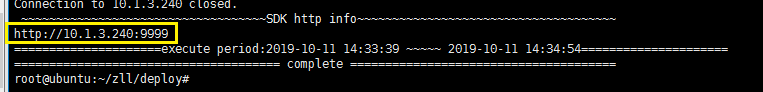 Connection to 10.1.3.240 closed.
~~~~~~~~~~~~~~~~~~~~~~~~~~~~~~~~~~~~~~SDK http info~~~~~~~~~~~~~~~~~~~~~~~~~~~~~~~~~~~~~~
http://10.1.3.240:9999
======================execute period:2019-10-11 14:33:39 ~~~~~ 2019-10-11 14:34:54======================
======================================== complete ========================================
root@ubuntu:~/zll/deploy#